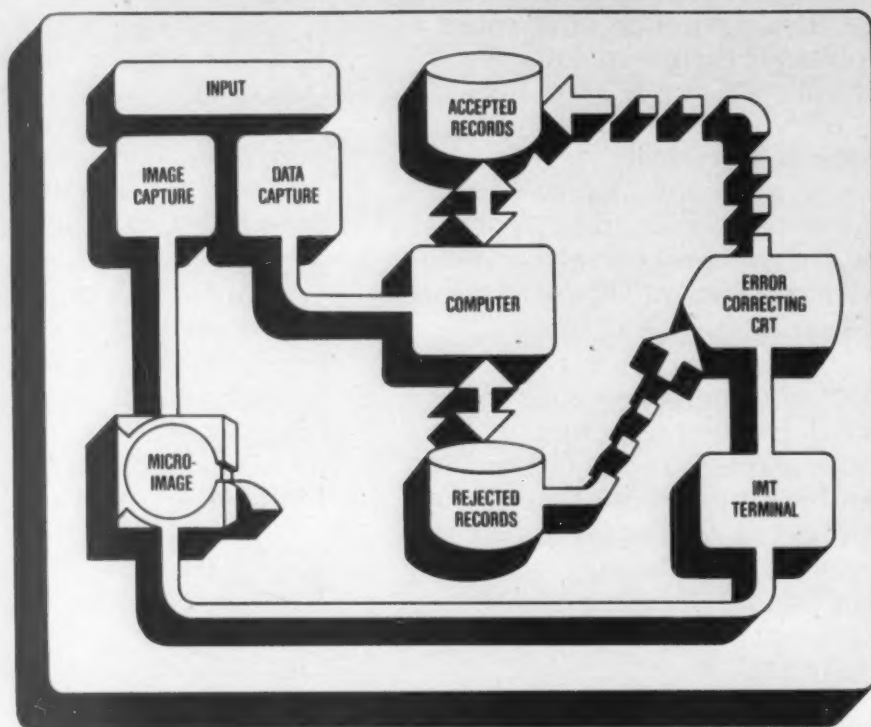 INPUT
IMAGE
CAPTURE
DATA
CAPTURE
ACCEPTED
RECORDS
COMPUTER
ERROR
CORRECTING
CRT
MICRO-
IMAGE
REJECTED
RECORDS
IMT
TERMINAL